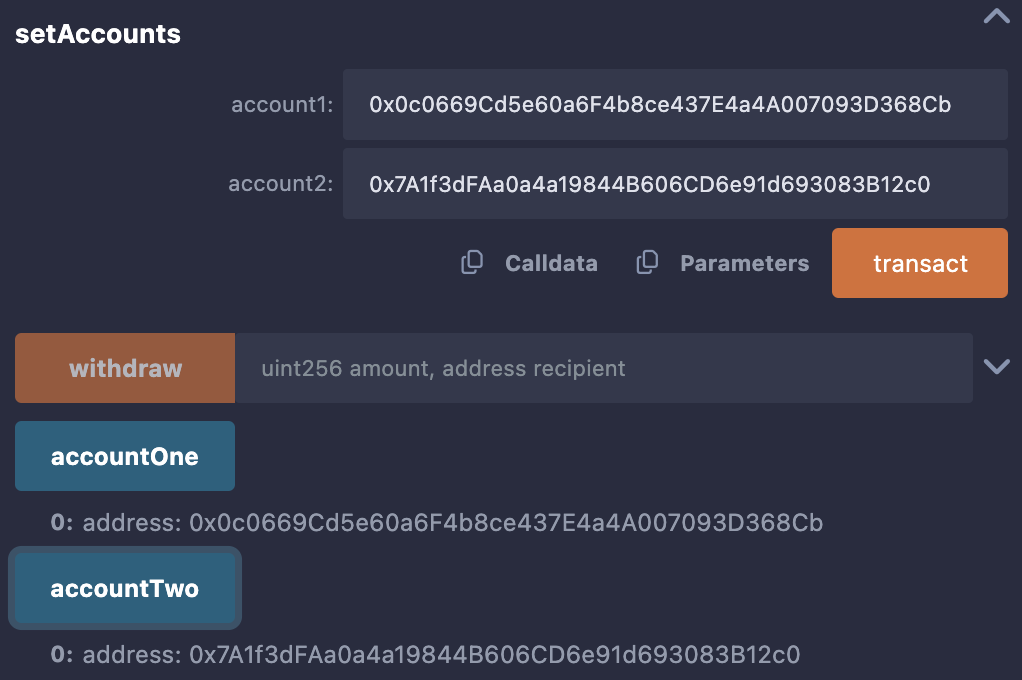 setAccounts
account1: 0x0c0669Cd5e60a6F4b8ce437E4a4A007093D368Cb
account2: 0x7A1f3dFAa0a4a19844B606CD6e91d693083B12c0
Calldata Parameters transact
withdraw uint256 amount, address recipient
accountOne
0: address: 0x0c0669Cd5e60a6F4b8ce437E4a4A007093D368Cb
accountTwo
0: address: 0x7A1f3dFAa0a4a19844B606CD6e91d693083B12c0